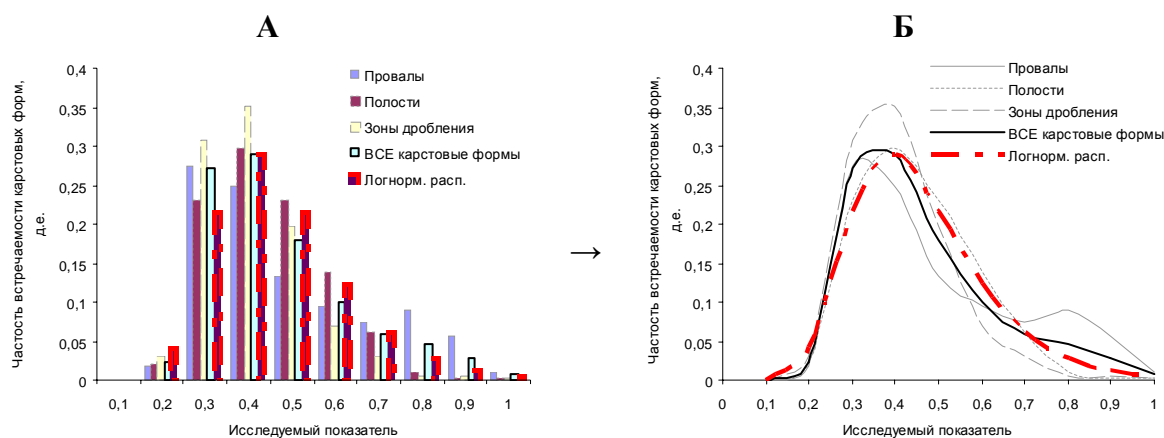 А
Б
Частость встречаемости карстовых форм,
д.е.
0,4
0,35
0,3
0,25
0,2
0,15
0,1
0,05
0
Провалы
Полости
Зоны дробления
ВСЕ карстовые формы
Логнорм. расп.
0,1 0,2 0,3 0,4 0,5 0,6 0,7 0,8 0,9 1
Исследуемый показатель
→
Частость встречаемости карстовых форм,
д.е.
0,4
0,35
0,3
0,25
0,2
0,15
0,1
0,05
0
Провалы
Полости
Зоны дробления
ВСЕ карстовые формы
Логнорм. расп.
0 0,1 0,2 0,3 0,4 0,5 0,6 0,7 0,8 0,9 1
Исследуемый показатель